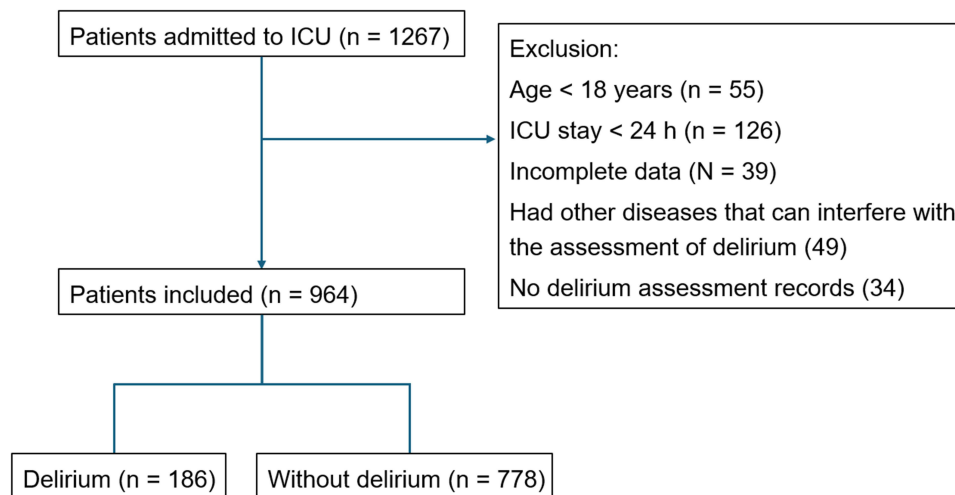 Patients admitted to ICU (n = 1267)
Exclusion:
Age < 18 years (n = 55)
ICU stay < 24 h (n = 126)
Incomplete data (N = 39)
Had other diseases that can interfere with
the assessment of delirium (49)
No delirium assessment records (34)
Patients included (n = 964)
Delirium (n = 186)
Without delirium (n = 778)